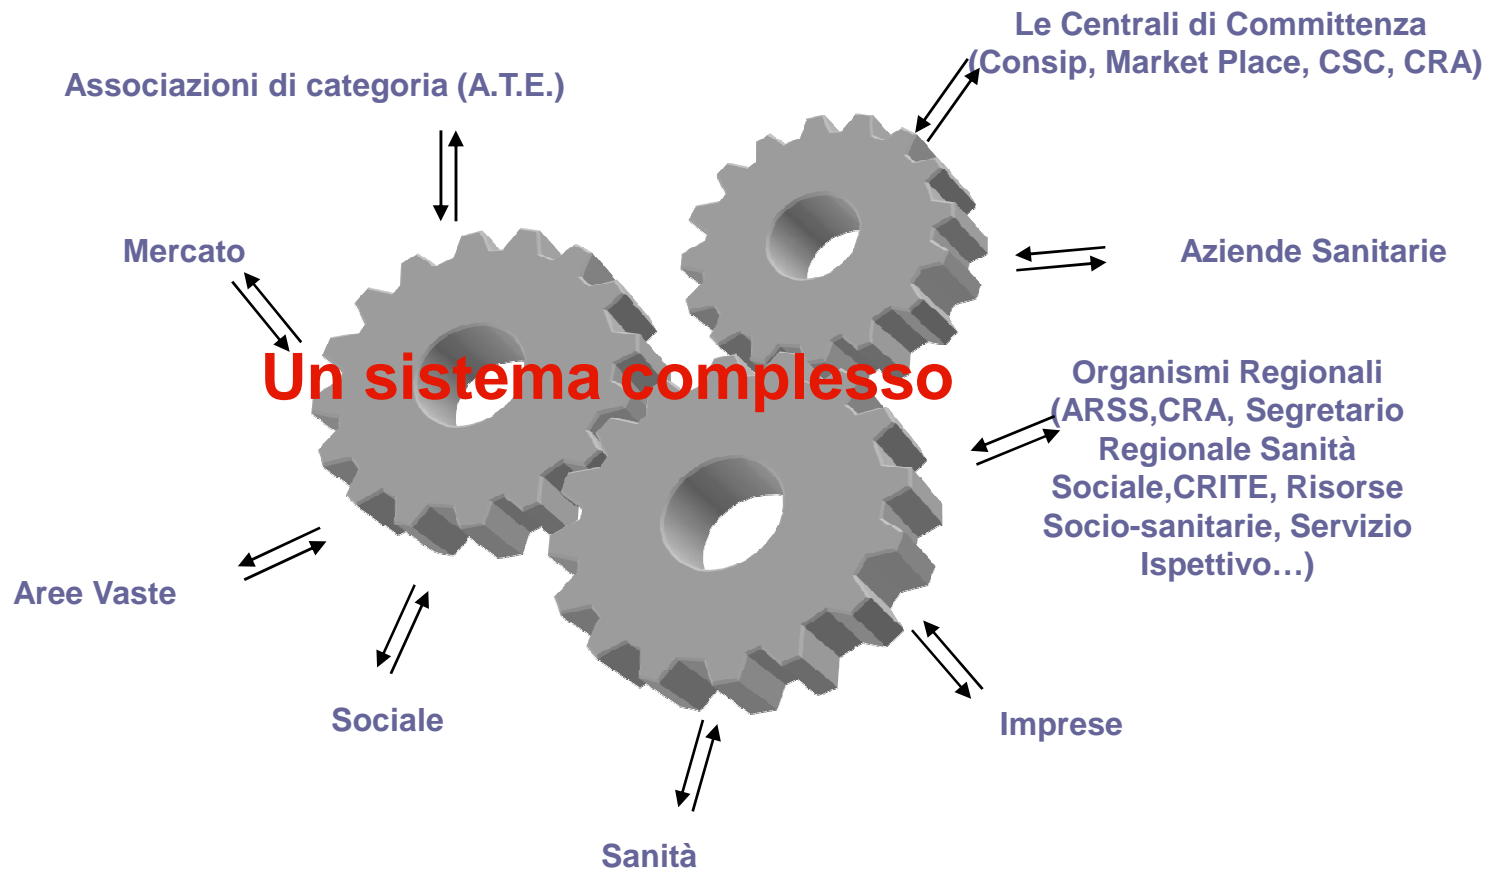 Le Centrali di Committenza
(Consip, Market Place, CSC, CRA)
Associazioni di categoria (A.T.E.)
Mercato
Aziende Sanitarie
Un sistema complesso
Organismi Regionali
(ARSS,CRA, Segretario
Regionale Sanità
Sociale,CRITE, Risorse
Socio-sanitarie, Servizio
Ispettivo…)
Aree Vaste
Sociale
Imprese
Sanità